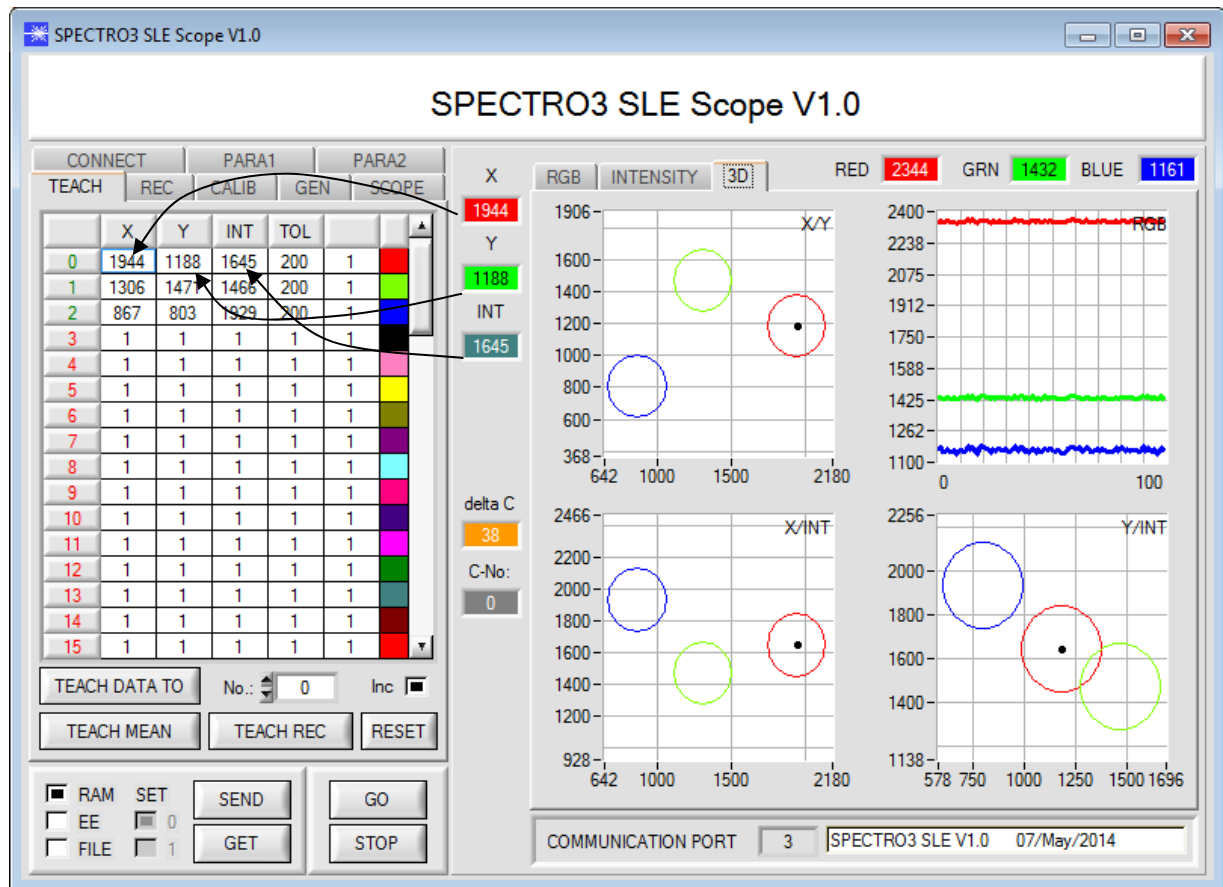 SPECTRO3 SLE Scope V1.0
SPECTRO3 SLE Scope V1.0
CONNECT PARA1 PARA2
TEACH REC CALIB GEN SCOPE
X Y INT TOL
0 1944 1188 1645 200 1
1 1306 1471 1466 200 1
2 867 803 1929 200 1
3 1 1 1 1 1
4 1 1 1 1 1
5 1 1 1 1 1
6 1 1 1 1 1
7 1 1 1 1 1
8 1 1 1 1 1
9 1 1 1 1 1
10 1 1 1 1 1
11 1 1 1 1 1
12 1 1 1 1 1
13 1 1 1 1 1
14 1 1 1 1 1
15 1 1 1 1 1
TEACH DATA TO No.: 0 Inc
TEACH MEAN TEACH REC RESET
RAM SET
EE 0
FILE 1
SEND
GET
GO
STOP
X
1944
Y
1188
INT
1645
delta C
38
C-No:
0
RGB INTENSITY 3D
RED 2344 GRN 1432 BLUE 1161
X/Y
1906
1600
1400
1200
1000
800
600
368
642 1000 1500 2180
RGB
2400
2238
2075
1912
1750
1588
1425
1262
1100
0 100
X/INT
2466
2200
2000
1800
1600
1400
1200
928
642 1000 1500 2180
Y/INT
2256
2000
1800
1600
1400
1138
578 750 1000 1250 1500 1696
COMMUNICATION PORT 3 SPECTRO3 SLE V1.0 07/May/2014